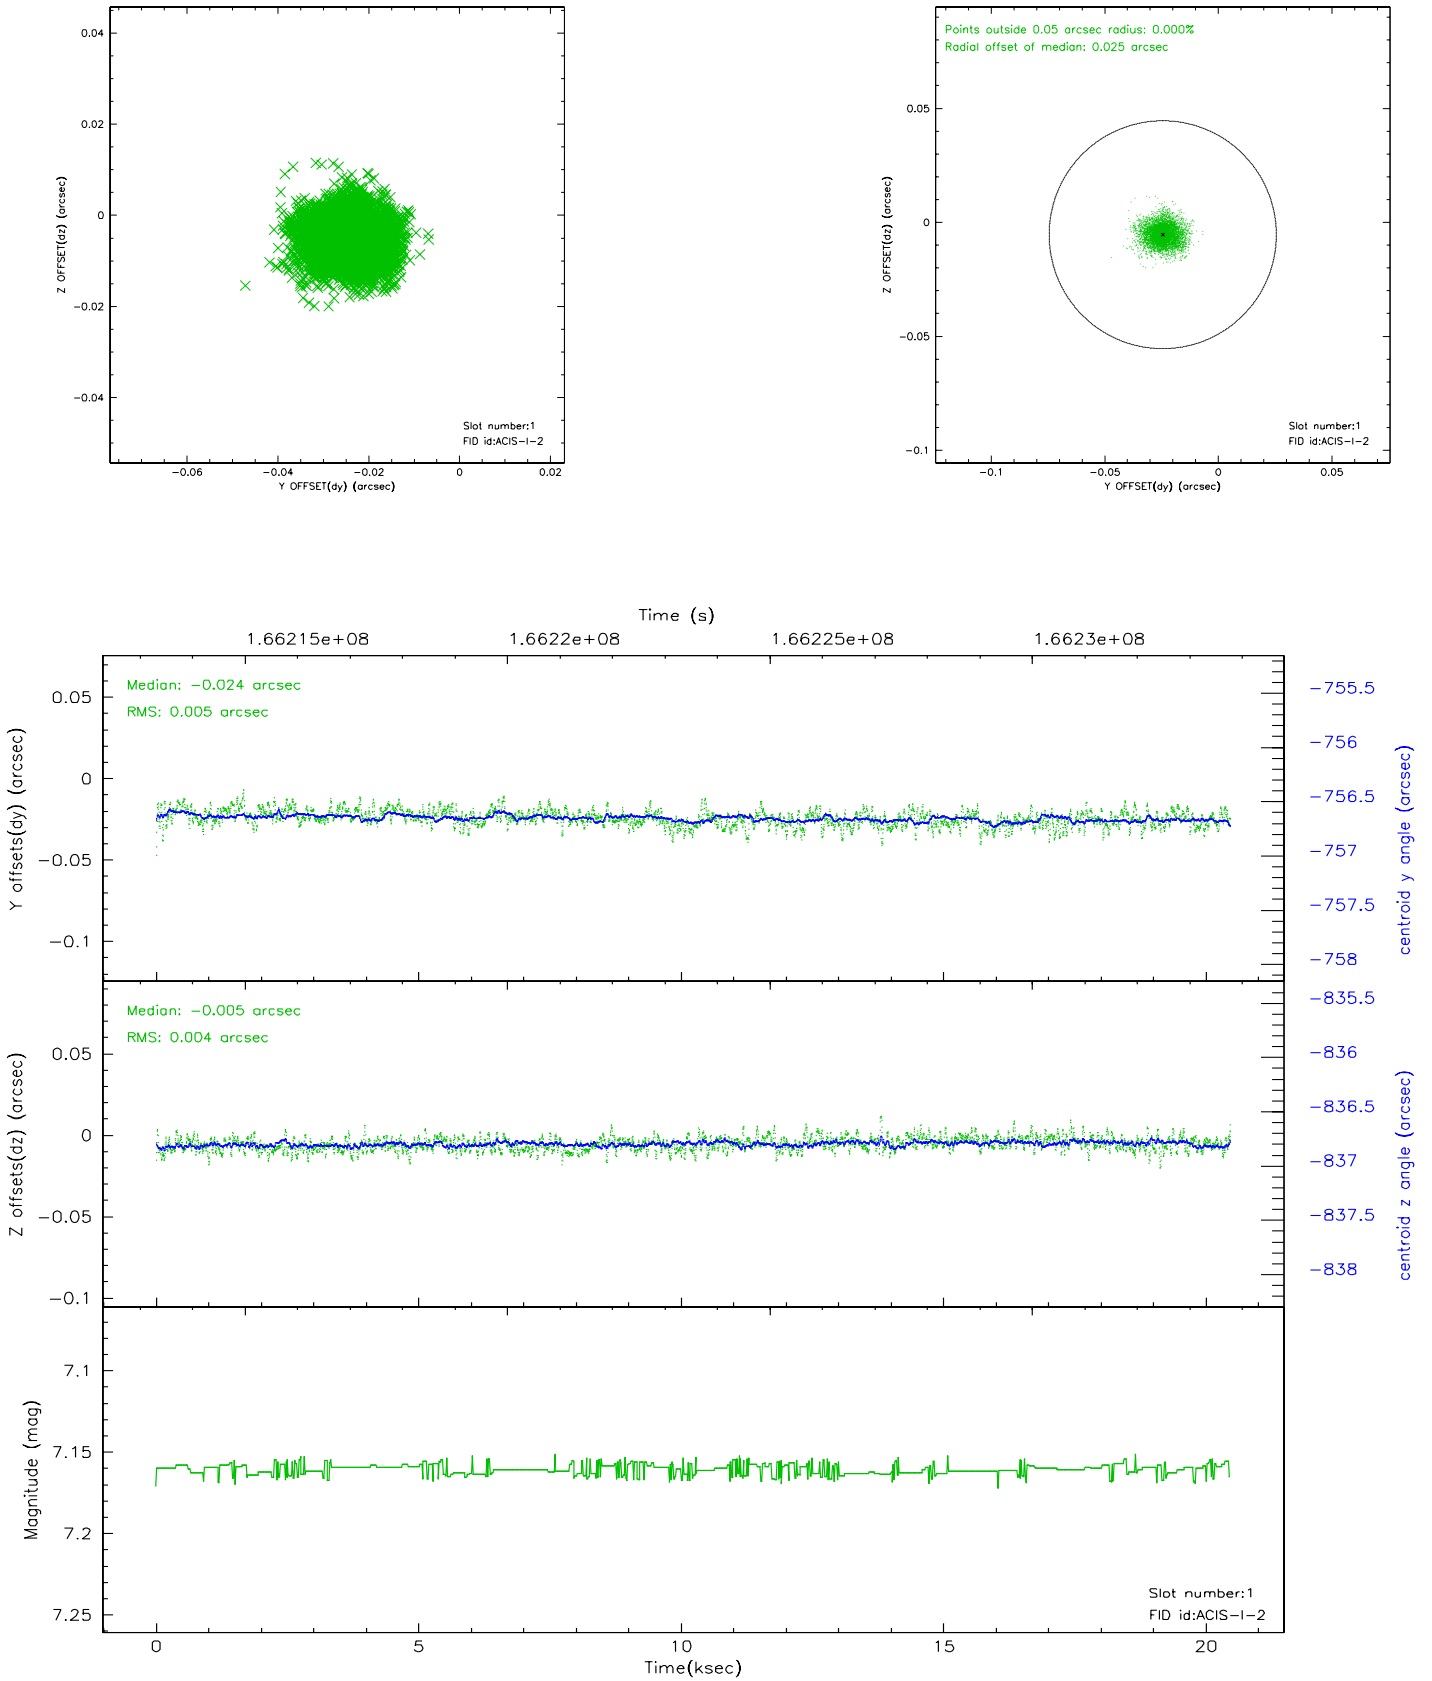 0.04
0.02
0
−0.02
−0.04
Z OFFSET(dz) (arcsec)
Slot number:1
FID id:ACIS−I−2
−0.06
−0.04
−0.02
0
0.02
Y OFFSET(dy) (arcsec)
Points outside 0.05 arcsec radius: 0.000%
Radial offset of median: 0.025 arcsec
0.05
0
−0.05
−0.1
Z OFFSET(dz) (arcsec)
Slot number:1
FID id:ACIS−I−2
−0.1
−0.05
0
0.05
Y OFFSET(dy) (arcsec)
Time (s)
1.66215e+08
1.6622e+08
1.66225e+08
1.6623e+08
Median: −0.024 arcsec
RMS: 0.005 arcsec
0.05
0
−0.05
−0.1
Y offsets(dy) (arcsec)
−755.5
−756
−756.5
−757
−757.5
−758
centroid y angle (arcsec)
Median: −0.005 arcsec
RMS: 0.004 arcsec
0.05
0
−0.05
−0.1
Z offsets(dz) (arcsec)
−835.5
−836
−836.5
−837
−837.5
−838
centroid z angle (arcsec)
7.1
7.15
7.2
7.25
Magnitude (mag)
Slot number:1
FID id:ACIS−I−2
0
5
10
15
20
Time(ksec)